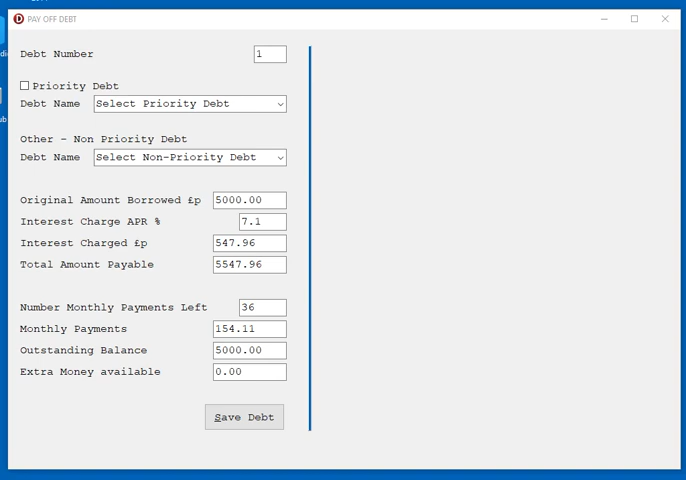 PAY OFF DEBT
Debt Number 1
Priority Debt
Debt Name Select Priority Debt
Other - Non Priority Debt
Debt Name Select Non-Priority Debt
Original Amount Borrowed £p 5000.00
Interest Charge APR % 7.1
Interest Charged £p 547.96
Total Amount Payable 5547.96
Number Monthly Payments Left 36
Monthly Payments 154.11
Outstanding Balance 5000.00
Extra Money available 0.00
Save Debt